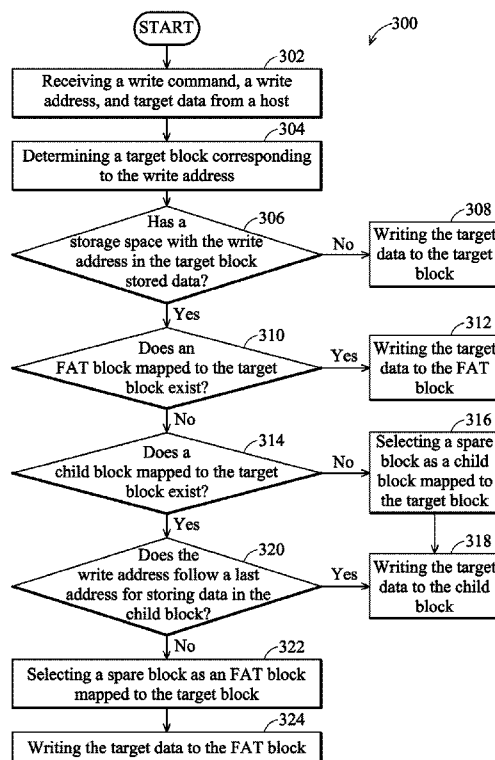 START
300
302
Receiving a write command, a write
address, and target data from a host
304
Determining a target block corresponding
to the write address
306
Has a
storage space with the write
address in the target block
stored data?
No
308
Writing the target
data to the target
block
Yes
310
Does an
FAT block mapped to the target
block exist?
Yes
312
Writing the target
data to the FAT
block
No
314
Does a
child block mapped to the target
block exist?
No
316
Selecting a spare
block as a child
block mapped to
the target block
Yes
320
Does the
write address follow a last
address for storing data in the
child block?
Yes
318
Writing the target
data to the child
block
No
322
Selecting a spare block as an FAT block
mapped to the target block
324
Writing the target data to the FAT block